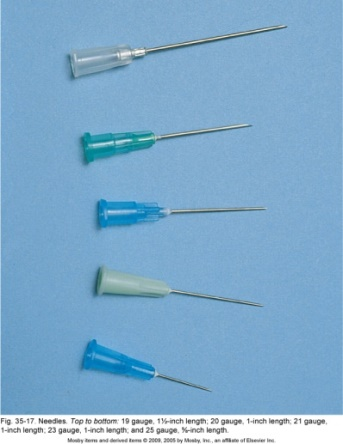 Fig. 35-17. Needles. Top to bottom: 19 gauge, 1½-inch length; 20 gauge, 1-inch length; 21 gauge,
1-inch length; 23 gauge, 1-inch length; and 25 gauge, ⅝-inch length.
Mosby items and derived items © 2009, 2005 by Mosby, Inc., an affiliate of Elsevier Inc.